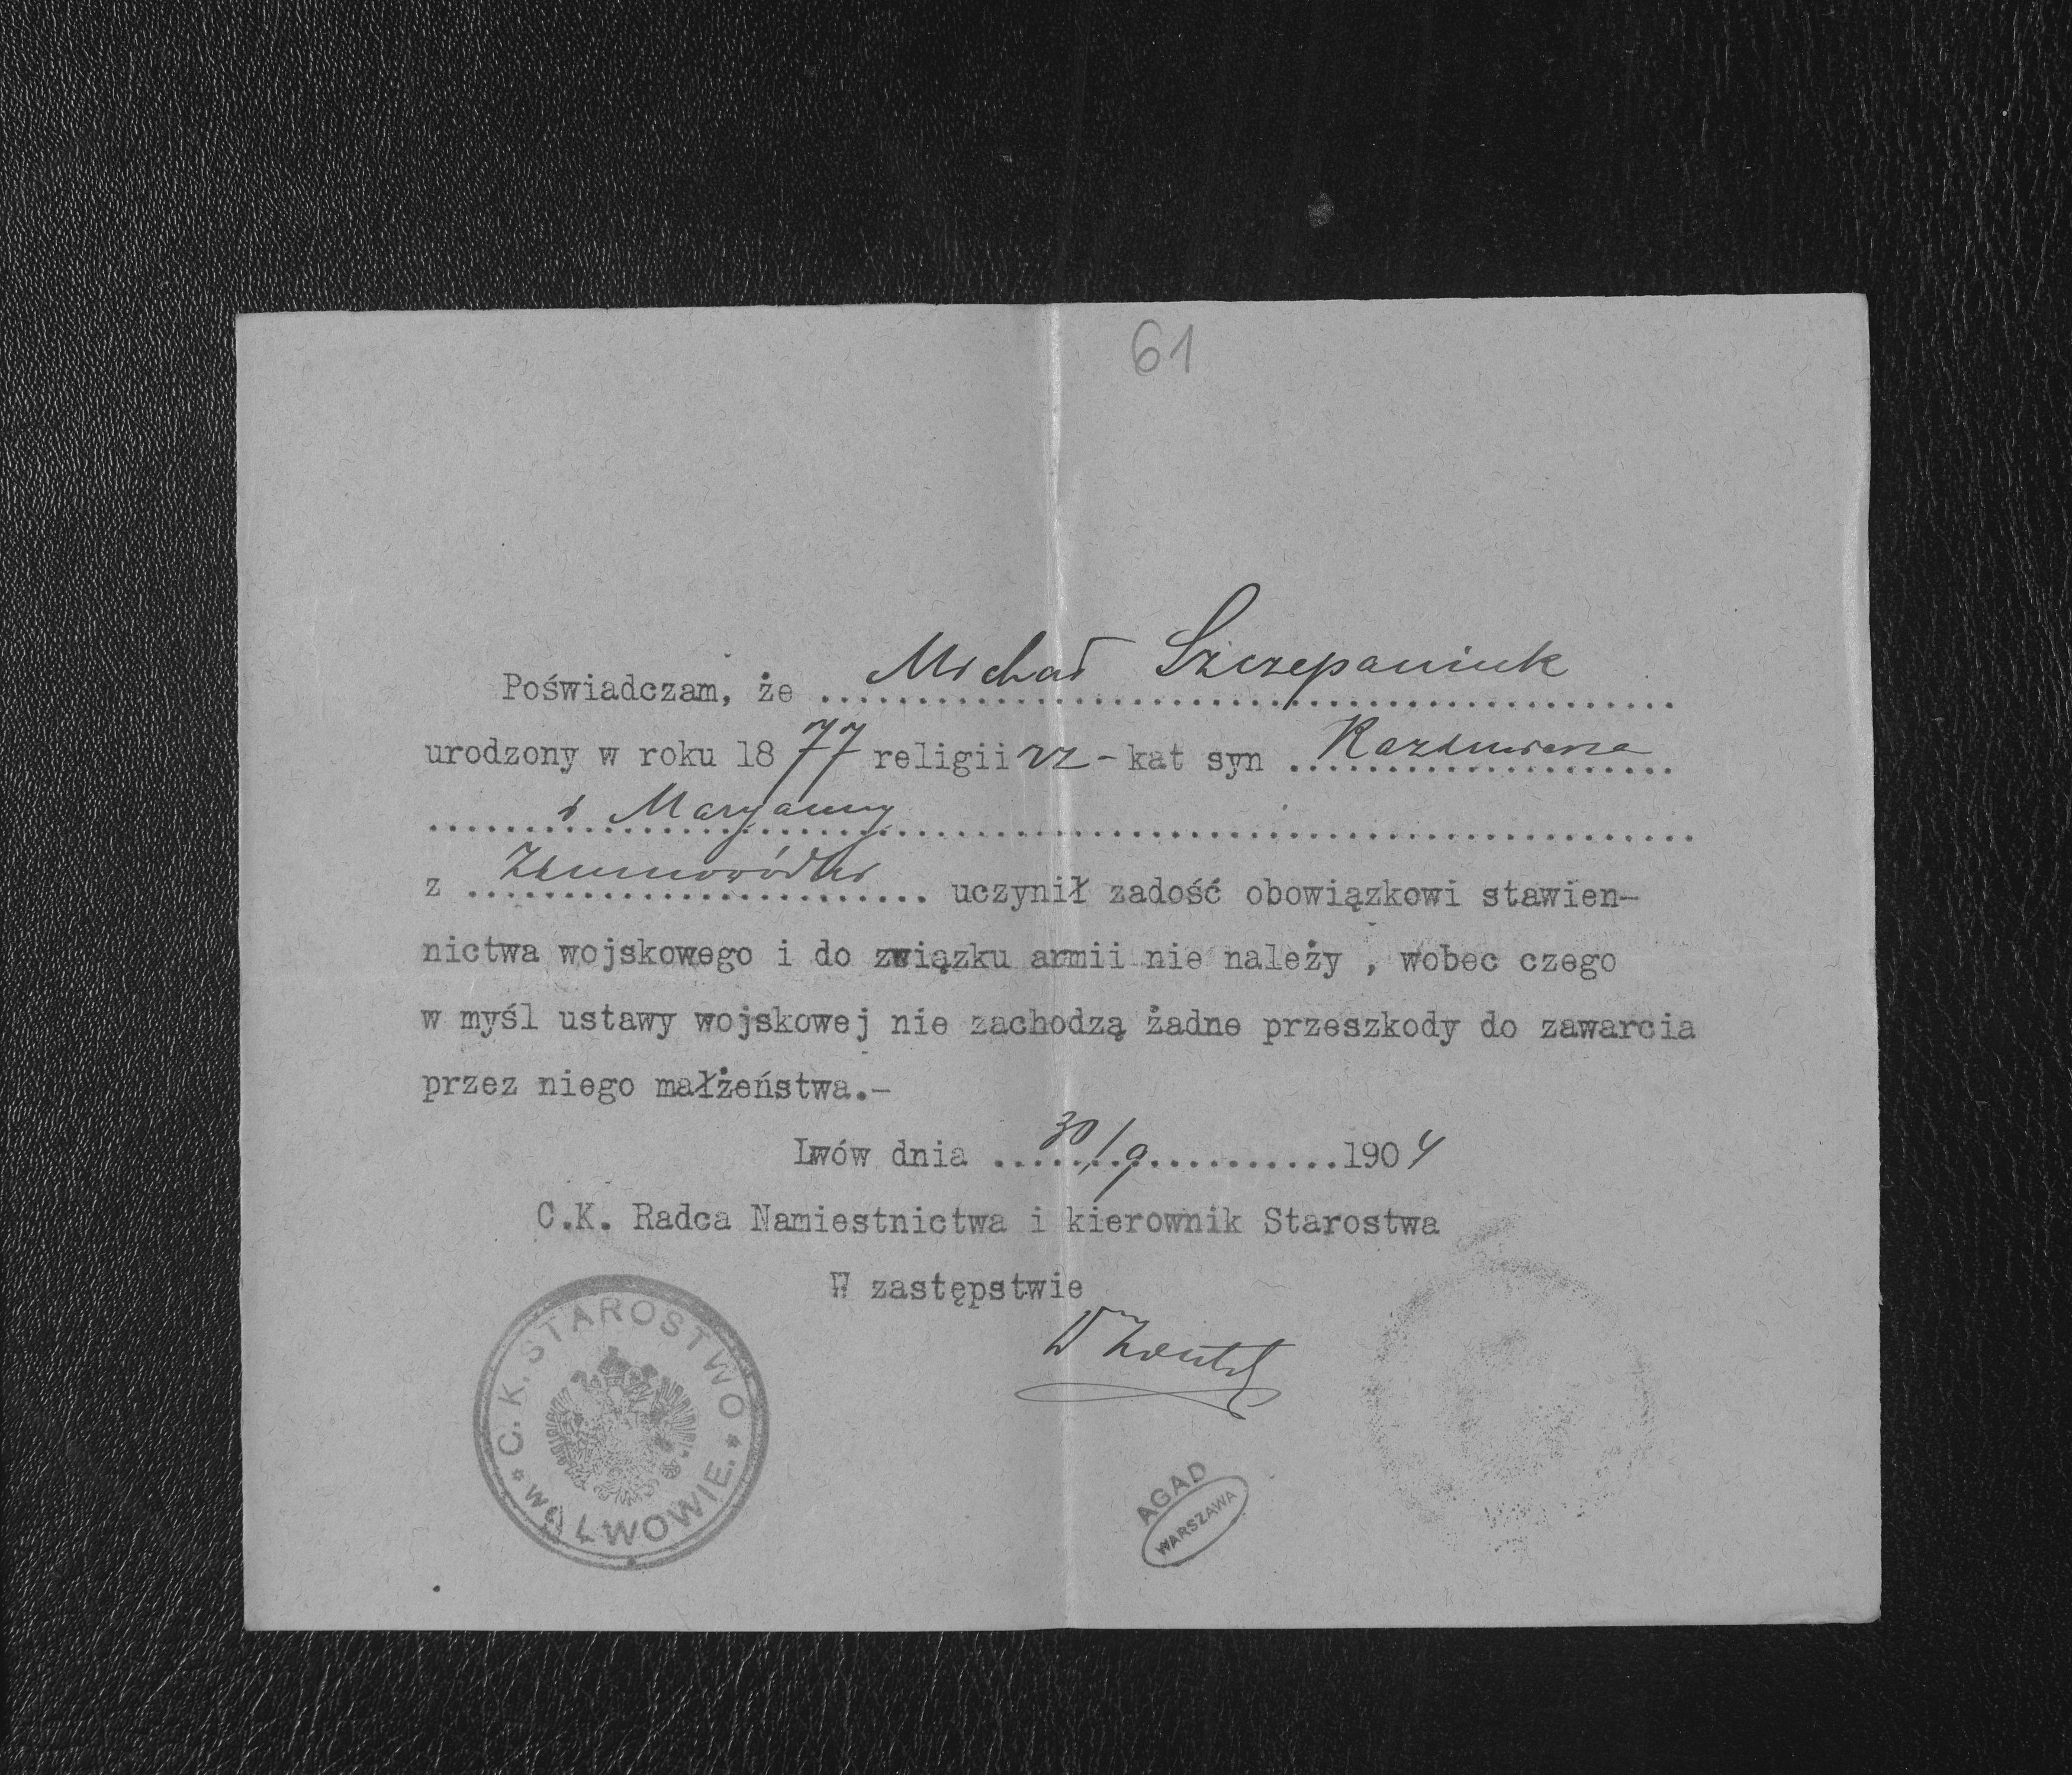 61
Poświadczam, że Michał Szczepaniuk
urodzony w roku 1877 religii rz-kat syn Kazimierza
i Maryanny
z Zimnowódki uczynił zadość obowiązkowi stawien-
nictwa wojskowego i do związku armii nie należy , wobec czego
w myśl ustawy wojskowej nie zachodzą żadne przeszkody do zawarcia
przez niego małżeństwa.-
Lwów dnia 30/9 1904
C.K. Radca Namiestnictwa i kierownik Starostwa
W zastępstwie
C. K. STAROSTWO
WE LWOWIE.
AGAD
WARSZAWA